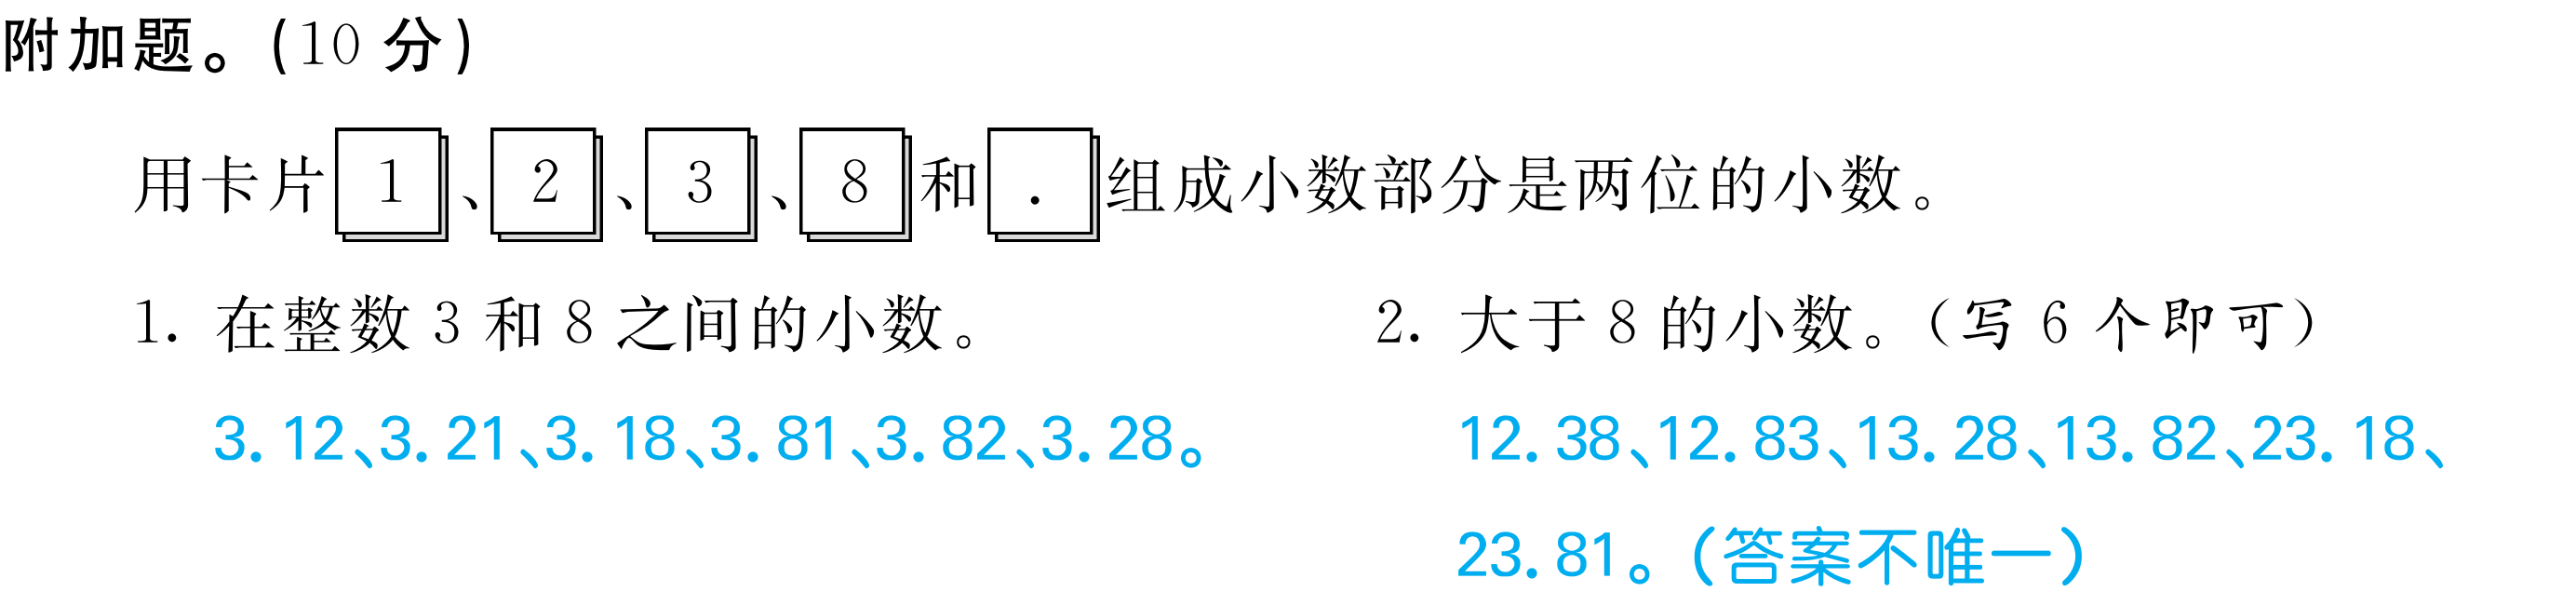 附加题。(10 分)
用卡片 1 、 2 、 3 、 8 和 . 组成小数部分是两位的小数。
1. 在整数 3 和 8 之间的小数。
3.12、3.21、3.18、3.81、3.82、3.28。
2. 大于 8 的小数。(写 6 个即可)
12.38、12.83、13.28、13.82、23.18、
23.81。(答案不唯一)